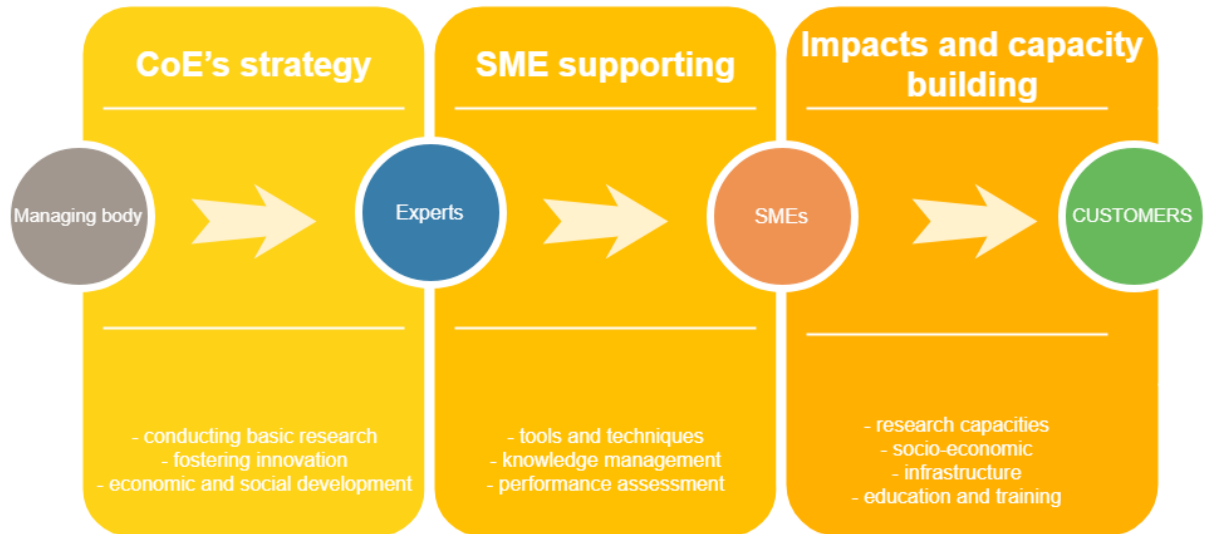 CoE's strategy
SME supporting
Impacts and capacity
building
Managing body
Experts
SMEs
CUSTOMERS
- conducting basic research
- fostering innovation
- economic and social development
- tools and techniques
- knowledge management
- performance assessment
- research capacities
- socio-economic
- infrastructure
- education and training